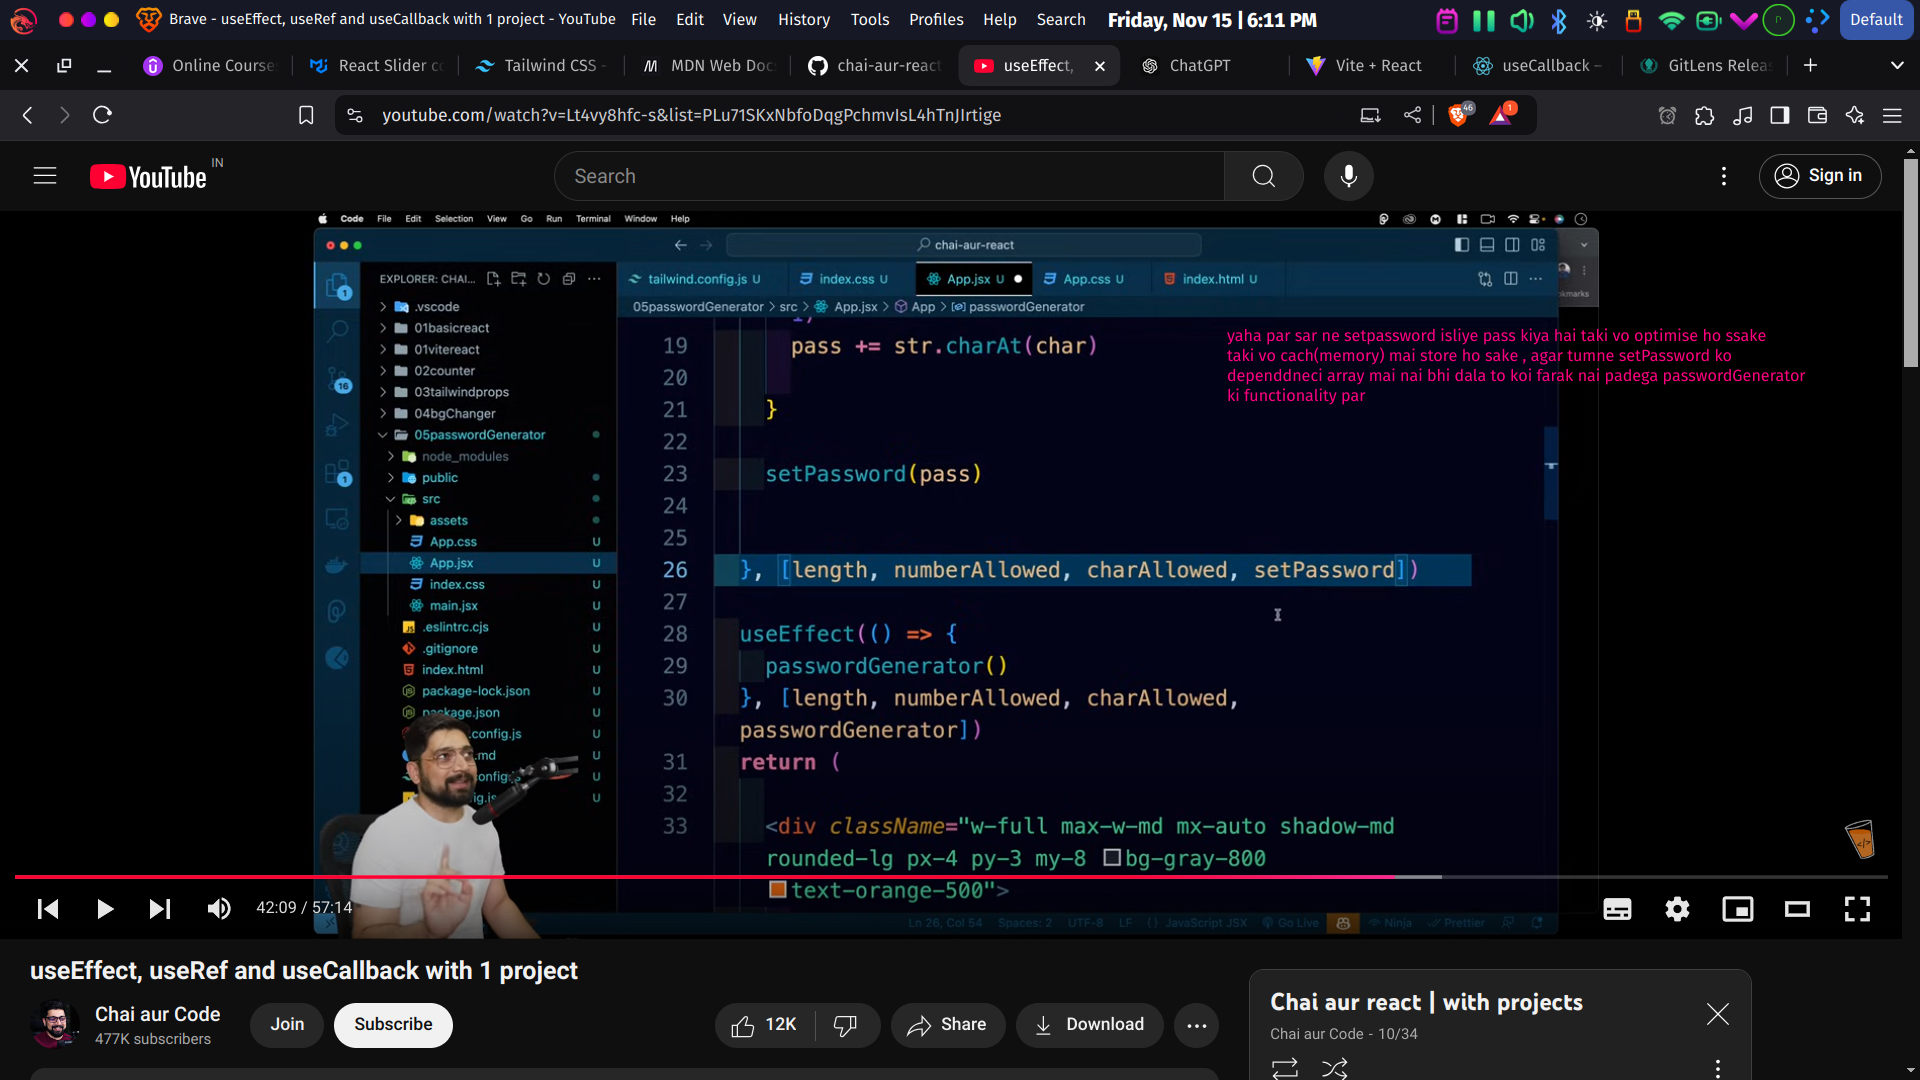 Brave - useEffect, useRef and useCallback with 1 project - YouTube File Edit View History Tools Profiles Help Search Friday, Nov 15 | 6:11 PM Default
Online Course React Slider co Tailwind CSS - MDN Web Doc chai-aur-react useEffect, ChatGPT Vite + React useCallback – GitLens Relea
youtube.com/watch?v=Lt4vy8hfc-s&list=PLu71SKxNbfoDqgPchmvIsL4hTnJIrtige 46 1
YouTube IN Search Sign in
Code File Edit Selection View Go Run Terminal Window Help
chai-aur-react
EXPLORER: CHAI... tailwind.config.js U index.css U App.jsx U App.css U index.html U
05passwordGenerator > src > App.jsx > App > passwordGenerator
.vscode
01basicreact
01vitereact
02counter
03tailwindprops
04bgChanger
05passwordGenerator
node_modules
public
src
assets
App.css U
App.jsx U
index.css U
main.jsx U
.eslintrc.cjs U
.gitignore U
index.html U
package-lock.json U
package.json U
.config.js U
.md U
config.js U
ig.js U
1
16
1
19 pass += str.charAt(char)
20
21 }
22
23 setPassword(pass)
24
25
26 }, [length, numberAllowed, charAllowed, setPassword])
27
28 useEffect(() => {
29 passwordGenerator()
30 }, [length, numberAllowed, charAllowed,
passwordGenerator])
31 return (
32
33 <div className="w-full max-w-md mx-auto shadow-md
rounded-lg px-4 py-3 my-8 bg-gray-800
text-orange-500">
yaha par sar ne setpassword isliye pass kiya hai taki vo optimise ho ssake
taki vo cach(memory) mai store ho sake , agar tumne setPassword ko
dependdneci array mai nai bhi dala to koi farak nai padega passwordGenerator
ki functionality par
Ln 26, Col 54 Spaces: 2 UTF-8 LF {} JavaScript JSX Go Live Ninja Prettier
42:09 / 57:14
useEffect, useRef and useCallback with 1 project
Chai aur Code
477K subscribers
Join Subscribe 12K Share Download
Chai aur react | with projects
Chai aur Code - 10/34